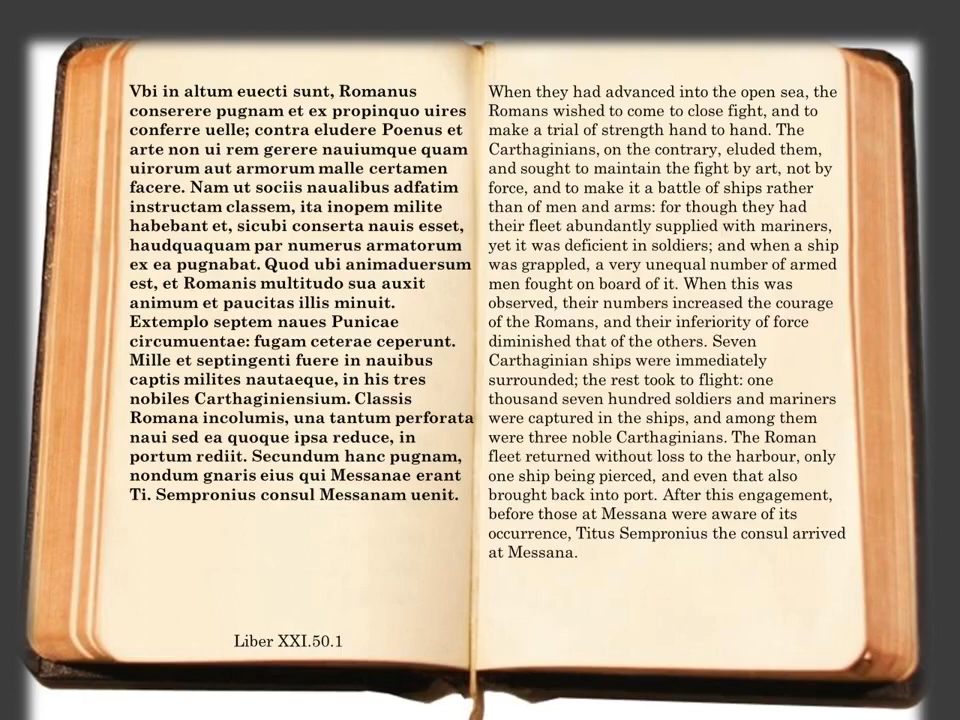 Vbi in altum euecti sunt, Romanus
conserere pugnam et ex propinquo uires
conferre uelle; contra eludere Poenus et
arte non ui rem gerere nauiumque quam
uirorum aut armorum malle certamen
facere. Nam ut sociis naualibus adfatim
instructam classem, ita inopem milite
habebant et, sicubi conserta nauis esset,
haudquaquam par numerus armatorum
ex ea pugnabat. Quod ubi animaduersum
est, et Romanis multitudo sua auxit
animum et paucitas illis minuit.
Extemplo septem naues Punicae
circumuentae: fugam ceterae ceperunt.
Mille et septingenti fuere in nauibus
captis milites nautaeque, in his tres
nobiles Carthaginiensium. Classis
Romana incolumis, una tantum perforata
naui sed ea quoque ipsa reduce, in
portum rediit. Secundum hanc pugnam,
nondum gnaris eius qui Messanae erant
Ti. Sempronius consul Messanam uenit.
Liber XXI.50.1
When they had advanced into the open sea, the
Romans wished to come to close fight, and to
make a trial of strength hand to hand. The
Carthaginians, on the contrary, eluded them,
and sought to maintain the fight by art, not by
force, and to make it a battle of ships rather
than of men and arms: for though they had
their fleet abundantly supplied with mariners,
yet it was deficient in soldiers; and when a ship
was grappled, a very unequal number of armed
men fought on board of it. When this was
observed, their numbers increased the courage
of the Romans, and their inferiority of force
diminished that of the others. Seven
Carthaginian ships were immediately
surrounded; the rest took to flight: one
thousand seven hundred soldiers and mariners
were captured in the ships, and among them
were three noble Carthaginians. The Roman
fleet returned without loss to the harbour, only
one ship being pierced, and even that also
brought back into port. After this engagement,
before those at Messana were aware of its
occurrence, Titus Sempronius the consul arrived
at Messana.